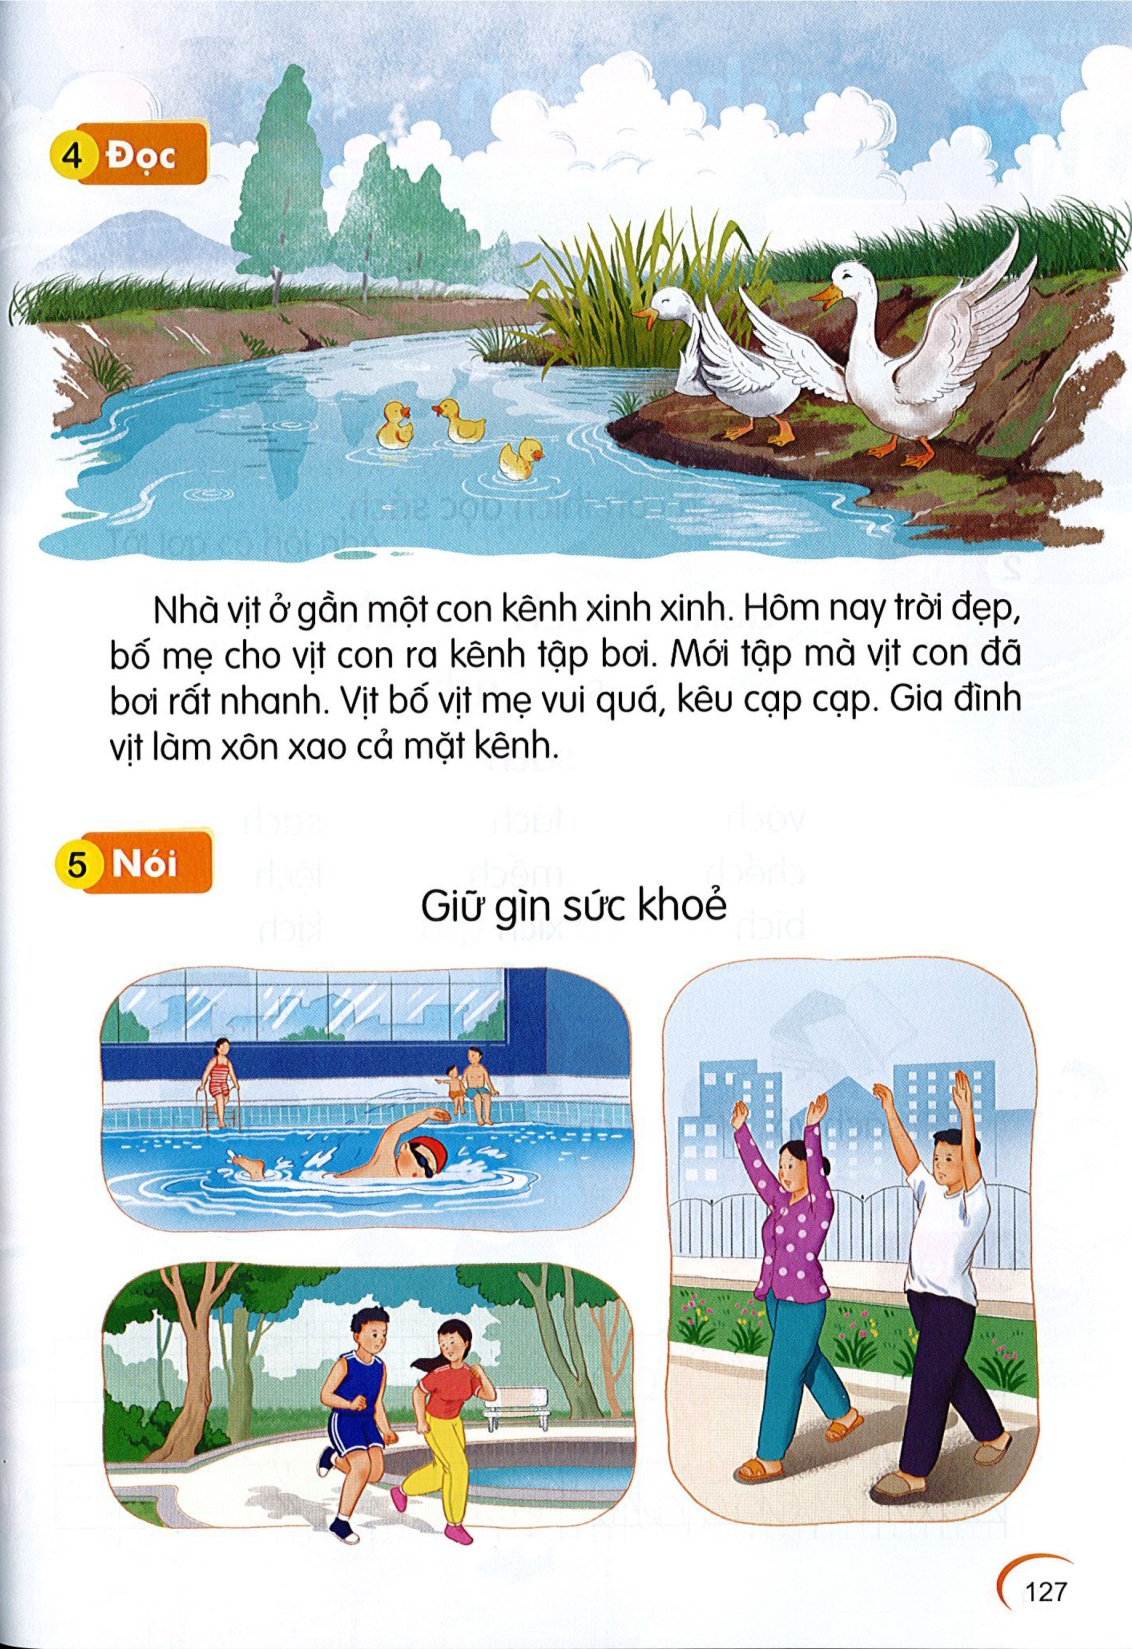 4 Đọc
Nhà vịt ở gần một con kênh xinh xinh. Hôm nay trời đẹp,
bố mẹ cho vịt con ra kênh tập bơi. Mới tập mà vịt con đã
bơi rất nhanh. Vịt bố vịt mẹ vui quá, kêu cạp cạp. Gia đình
vịt làm xôn xao cả mặt kênh.
5 Nói
Giữ gìn sức khoẻ
127